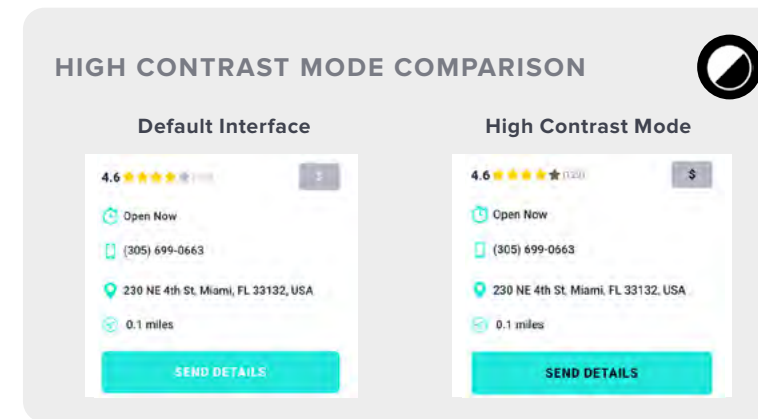 HIGH CONTRAST MODE COMPARISON
Default Interface
4.6
$
Open Now
(305) 699-0663
230 NE 4th St, Miami, FL 33132, USA
0.1 miles
SEND DETAILS
High Contrast Mode
4.6
$
Open Now
(305) 699-0663
230 NE 4th St, Miami, FL 33132, USA
0.1 miles
SEND DETAILS